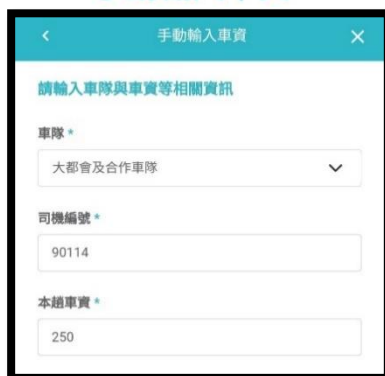 手動輸入車資
請輸入車隊與車資等相關資訊
車隊 *
大都會及合作車隊
司機編號 *
90114
本趟車資 *
250